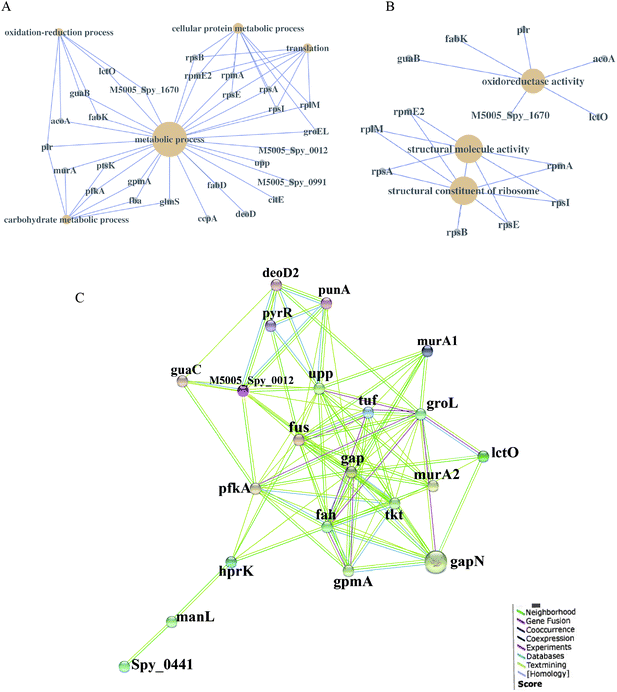 A
B
cellular protein metabolic process
plr
oxidation-reduction process
fabK
translation
rpsB
acoA
guaB
lctO
rpmE2
rpmA
oxidoreductase activity
guaB
M5005_Spy_1670
rpsE
rpsA
rpsI
rplM
M5005_Spy_1670
lctO
acoA
fabK
rpmE2
groEL
rplM
plr
metabolic process
M5005_Spy_0012
structural molecule activity
murA
ptsK
upp
rpsA
rpmA
pfkA
gpmA
fabD
M5005_Spy_0991
structural constituent of ribosome
fba
glmS
citE
rpsI
carbohydrate metabolic process
ccpA
deoD
rpsB
rpsE
C
deoD2
punA
pyrR
murA1
guaC
M5005_Spy_0012
upp
tuf
groL
fus
lctO
gap
murA2
pfkA
fah
tkt
gapN
hprK
gpmA
manL
Spy_0441
Neighborhood
Gene Fusion
Cooccurrence
Coexpression
Experiments
Databases
Textmining
[Homology]
Score